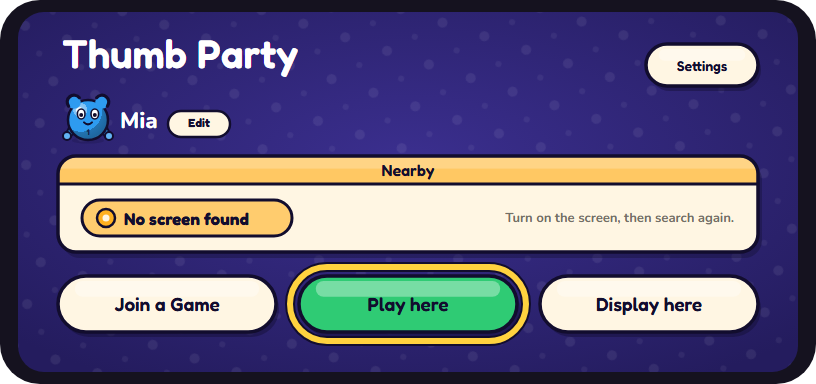 Thumb Party
Settings
Mia
Edit
Nearby
No screen found
Turn on the screen, then search again.
Join a Game
Play here
Display here